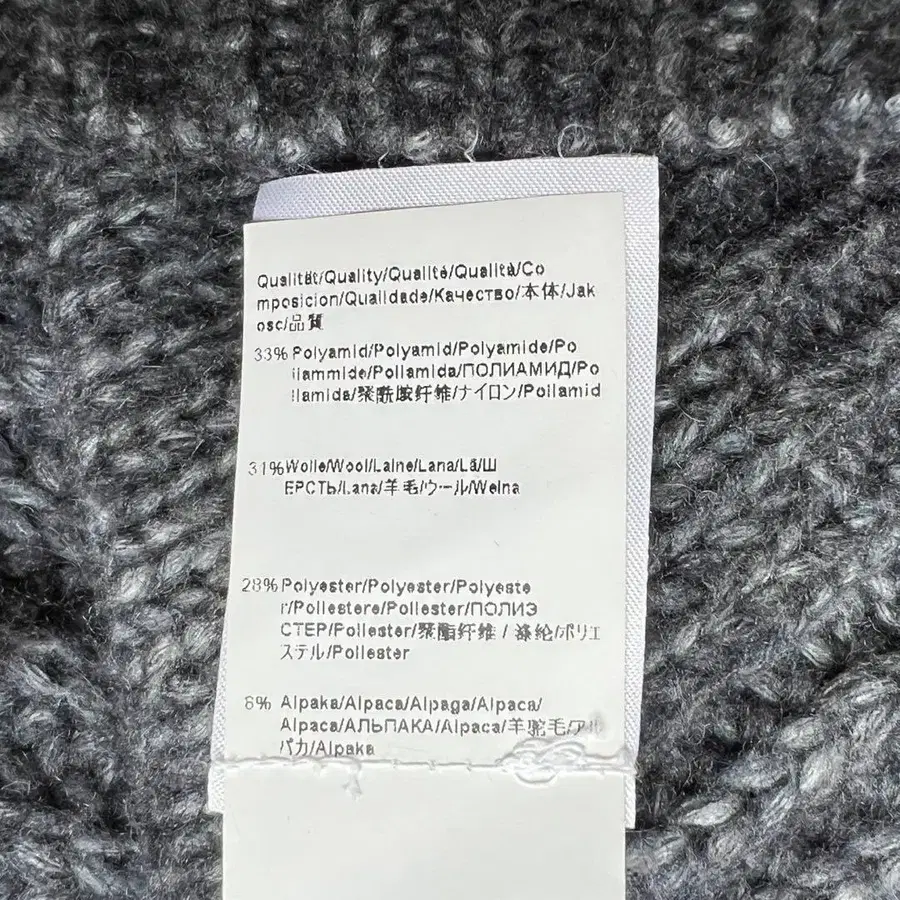 Qualität/Quality/Qualité/Qualità/Co
mposicion/Qualidade/Качество/本体/Jak
osc/品質
33% Polyamid/Polyamid/Polyamide/Po
liammide/Poliamida/ПОЛИАМИД/Po
liamida/聚酰胺纤维/ナイロン/Poliamid
31% Wolle/Wool/Laine/Lana/Lã/Ш
ЕРСТЬ/Lana/羊毛/ウール/Welna
28% Polyester/Polyester/Polyeste
r/Poliestere/Poliester/ПОЛИЭ
СТЕР/Poliester/聚酯纤维 / 涤纶/ポリエ
ステル/Poliester
8% Alpaka/Alpaca/Alpaga/Alpaca/
Alpaca/АЛЬПАКА/Alpaca/羊驼毛/アル
パカ/Alpaka